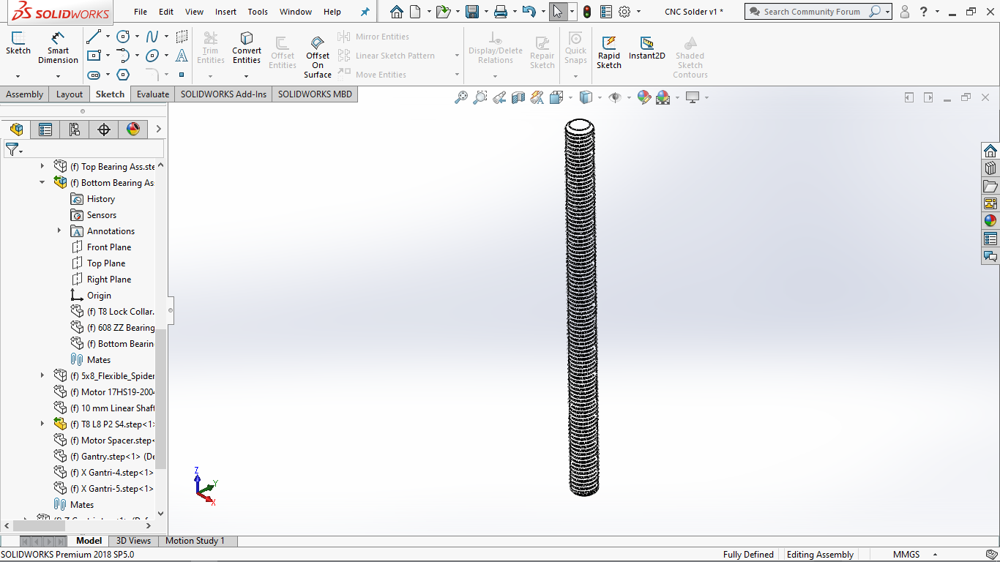 SOLIDWORKS File Edit View Insert Tools Window Help CNC Solder v1 * Search Community Forum ?
Sketch Smart Dimension Trim Entities Convert Entities Offset Entities Offset On Surface
Mirror Entities
Linear Sketch Pattern
Move Entities
Display/Delete Relations Repair Sketch Quick Snaps Rapid Sketch Instant2D Shaded Sketch Contours
Assembly Layout Sketch Evaluate SOLIDWORKS Add-Ins SOLIDWORKS MBD
(f) Top Bearing Ass.ste
(f) Bottom Bearing As
History
Sensors
Annotations
Front Plane
Top Plane
Right Plane
Origin
(f) T8 Lock Collar.
(f) 608 ZZ Bearing
(f) Bottom Bearin
Mates
(f) 5x8_Flexible_Spider
(f) Motor 17HS19-2004
(f) 10 mm Linear Shaft
(f) T8 L8 P2 S4.step<1>
(f) Motor Spacer.step<
(f) Gantry.step<1> (De
(f) X Gantri-4.step<1>
(f) X Gantri-5.step<1>
Mates
Z
Y
X
Model 3D Views Motion Study 1
SOLIDWORKS Premium 2018 SP5.0 Fully Defined Editing Assembly MMGS